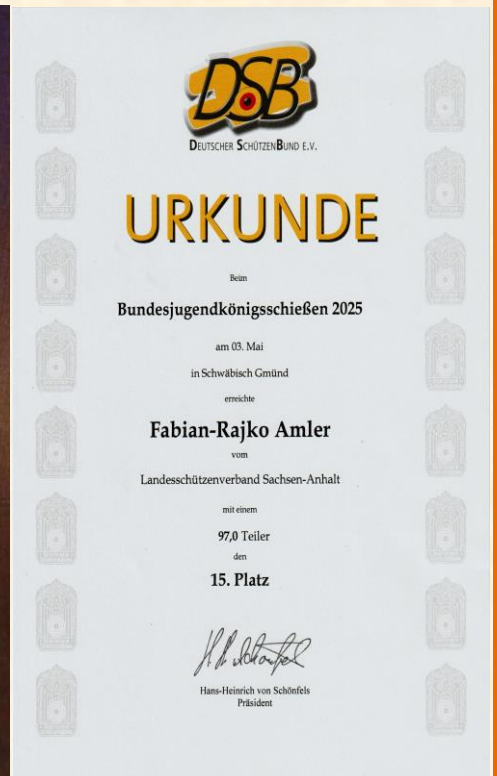 DSB
DEUTSCHER SCHÜTZENBUND E.V.
URKUNDE
Beim
Bundesjugendkönigsschießen 2025
am 03. Mai
in Schwäbisch Gmünd
erreichte
Fabian-Rajko Amler
vom
Landesschützenverband Sachsen-Anhalt
mit einem
97,0 Teiler
den
15. Platz
Hans-Heinrich von Schönfels
Präsident